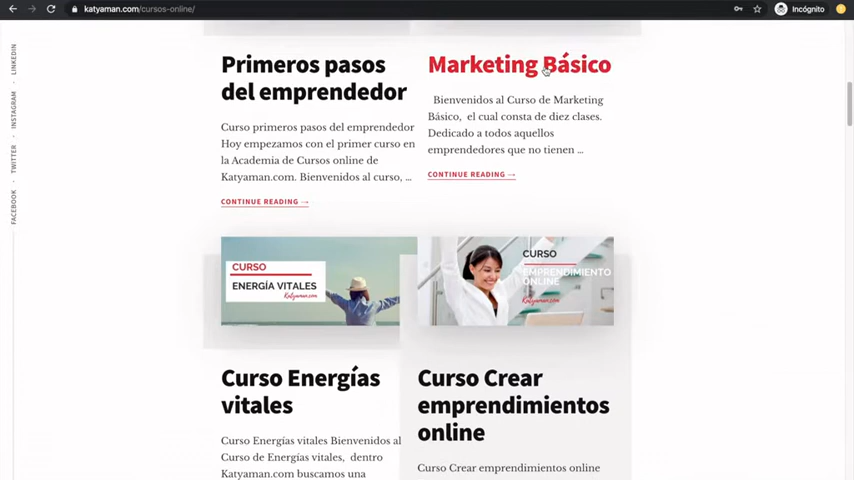 katyaman.com/cursos-online/
Incógnito
LINKEDIN
INSTAGRAM
TWITTER
FACEBOOK
Primeros pasos
del emprendedor
Curso primeros pasos del emprendedor
Hoy empezamos con el primer curso en
la Academia de Cursos online de
Katyaman.com. Bienvenidos al curso, ...
CONTINUE READING →
Marketing Básico
Bienvenidos al Curso de Marketing
Básico, el cual consta de diez clases.
Dedicado a todos aquellos
emprendedores que no tienen ...
CONTINUE READING →
CURSO
ENERGÍA VITALES
Katyaman.com
CURSO
EMPRENDIMIENTO
ONLINE
Katyaman.com
Curso Energías
vitales
Curso Energías vitales Bienvenidos al
Curso de Energías vitales, dentro
Katyaman.com buscamos una
Curso Crear
emprendimientos
online
Curso Crear emprendimientos online